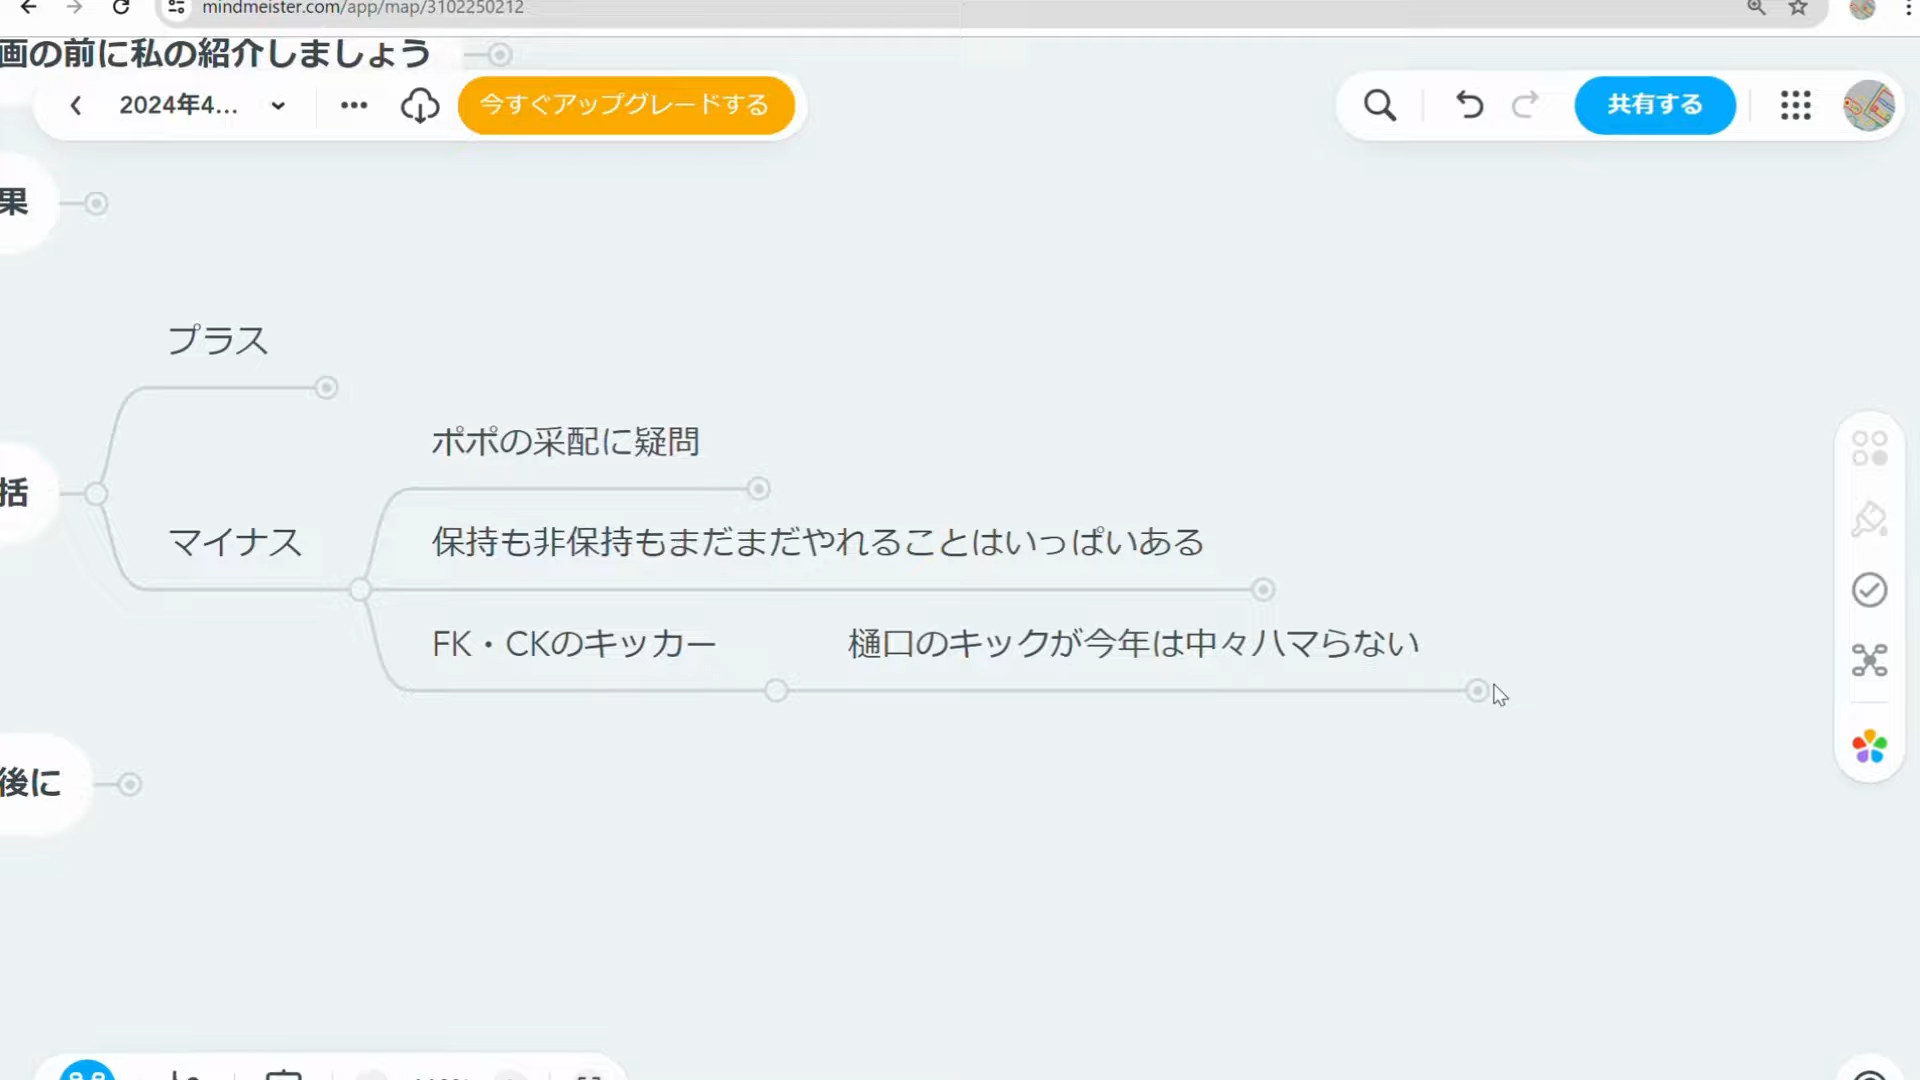 mindmeister.com/app/map/3102250212
画の前に私の紹介しましょう
2024年4...
今すぐアップグレードする
共有する
果
プラス
ポポの采配に疑問
括
マイナス
保持も非保持もまだまだやれることはいっぱいある
FK・CKのキッカー
樋口のキックが今年は中々ハマらない
後に